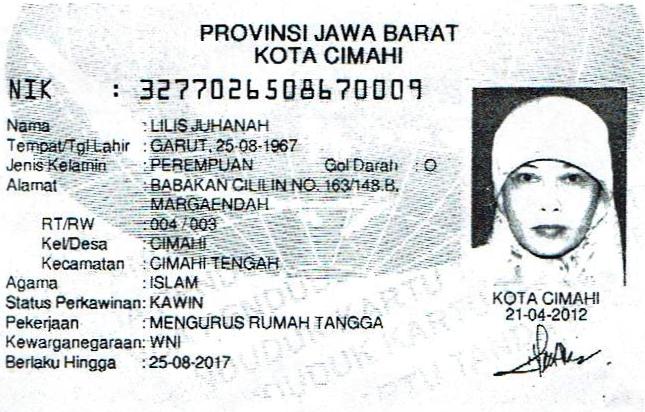 PROVINSI JAWA BARAT
KOTA CIMAHI
NIK : 3277026508670009
Nama : LILIS JUHANAH
Tempat/Tgl Lahir : GARUT, 25-08-1967
Jenis Kelamin : PEREMPUAN Gol Darah : O
Alamat : BABAKAN CILILIN NO. 163/148.B,
MARGAENDAH
RT/RW : 004 / 003
Kel/Desa : CIMAHI
Kecamatan : CIMAHI TENGAH
Agama : ISLAM
Status Perkawinan: KAWIN
Pekerjaan : MENGURUS RUMAH TANGGA
Kewarganegaraan: WNI
Berlaku Hingga : 25-08-2017
KOTA CIMAHI
21-04-2012